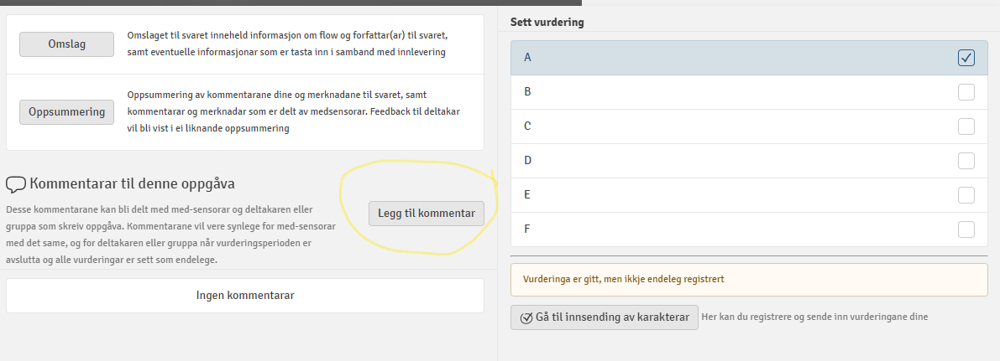 Omslag
Omslaget til svaret inneheld informasjon om flow og forfattar(ar) til svaret,
samt eventuelle informasjonar som er tasta inn i samband med innlevering
Oppsummering
Oppsummering av kommentarane dine og merknadane til svaret, samt
kommentarar og merknadar som er delt av medsensorar. Feedback til deltakar
vil bli vist i ei liknande oppsummering
Kommentarar til denne oppgåva
Desse kommentarane kan bli delt med med-sensorar og deltakaren eller
gruppa som skreiv oppgåva. Kommentarane vil vere synlege for med-sensorar
med det same, og for deltakaren eller gruppa når vurderingsperioden er
avslutta og alle vurderingar er sett som endelege.
Legg til kommentar
Ingen kommentarar
Sett vurdering
A
B
C
D
E
F
Vurderinga er gitt, men ikkje endeleg registrert
Gå til innsending av karakterar
Her kan du registrere og sende inn vurderingane dine